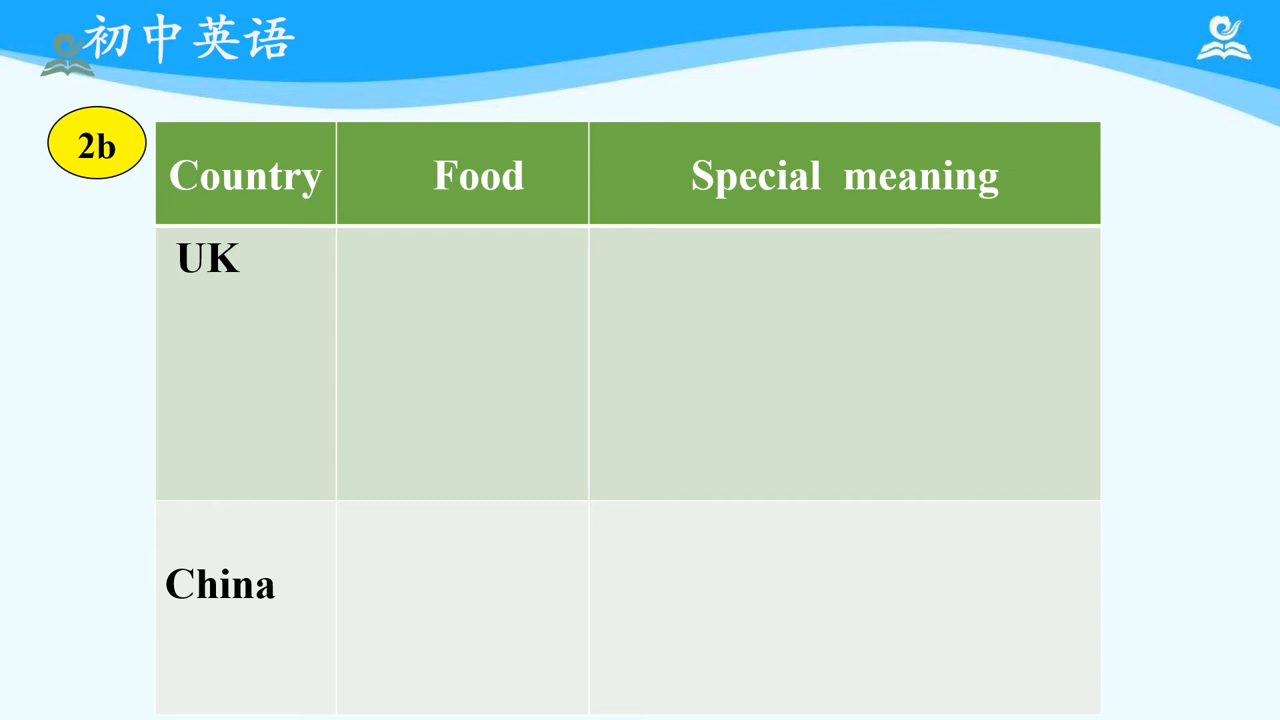 初中英语
2b
Country Food Special meaning
UK
China